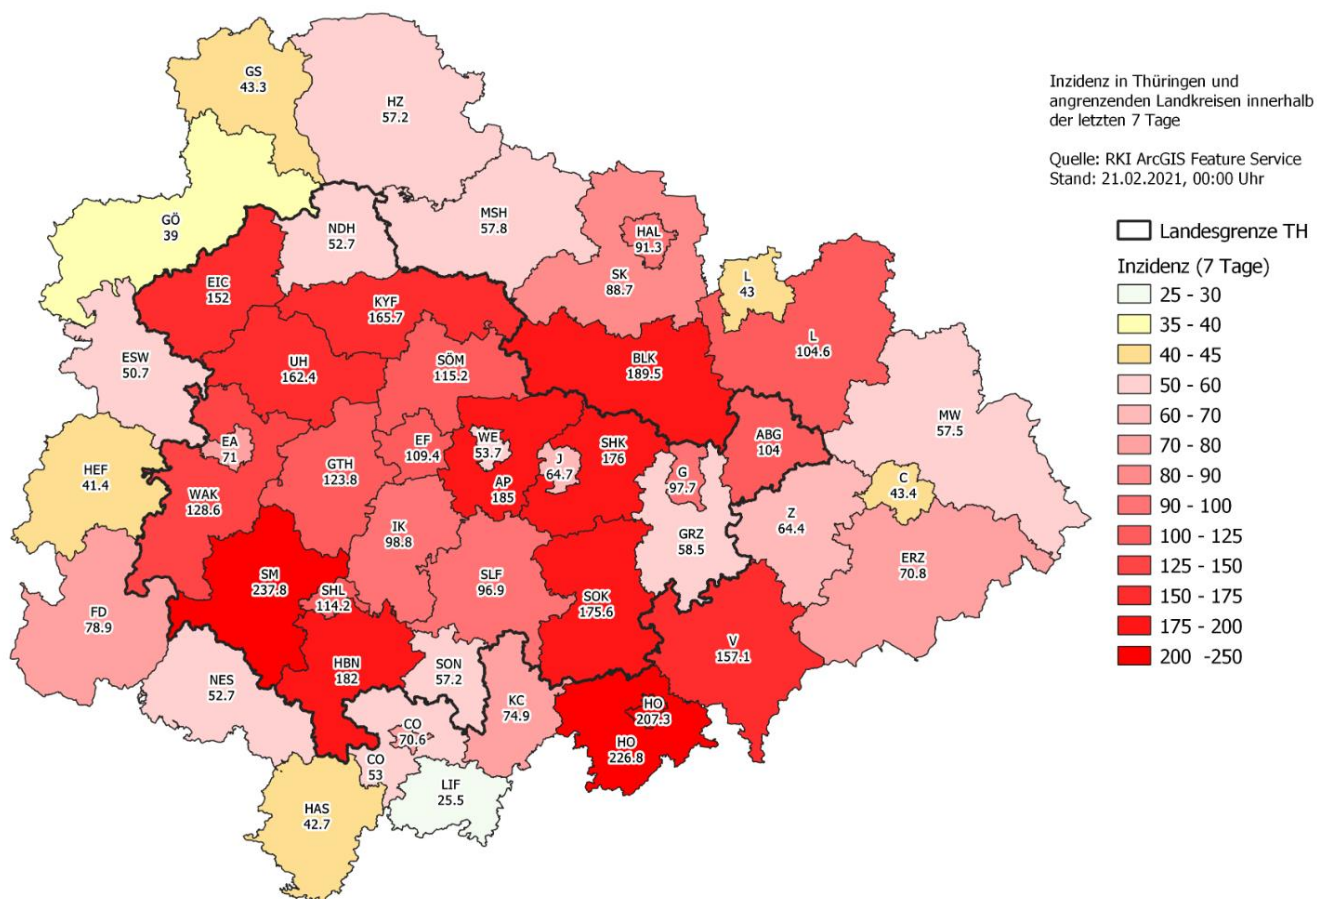 GS
43.3
HZ
57.2
GÖ
39
NDH
52.7
MSH
57.8
HAL
91.3
SK
88.7
L
43
L
104.6
EIC
152
KYF
165.7
ESW
50.7
UH
162.4
SÖM
115.2
BLK
189.5
MW
57.5
EA
71
GTH
123.8
EF
109.4
WE
53.7
AP
185
J
64.7
SHK
176
G
97.7
ABG
104
HEF
41.4
WAK
128.6
IK
98.8
GRZ
58.5
Z
64.4
C
43.4
ERZ
70.8
SM
237.8
SHL
114.2
SLF
96.9
SOK
175.6
FD
78.9
V
157.1
NES
52.7
HBN
182
SON
57.2
KC
74.9
HO
207.3
HO
226.8
CO
70.6
CO
53
LIF
25.5
HAS
42.7
Inzidenz in Thüringen und
angrenzenden Landkreisen innerhalb
der letzten 7 Tage
Quelle: RKI ArcGIS Feature Service
Stand: 21.02.2021, 00:00 Uhr
Landesgrenze TH
Inzidenz (7 Tage)
25 - 30
35 - 40
40 - 45
50 - 60
60 - 70
70 - 80
80 - 90
90 - 100
100 - 125
125 - 150
150 - 175
175 - 200
200 -250